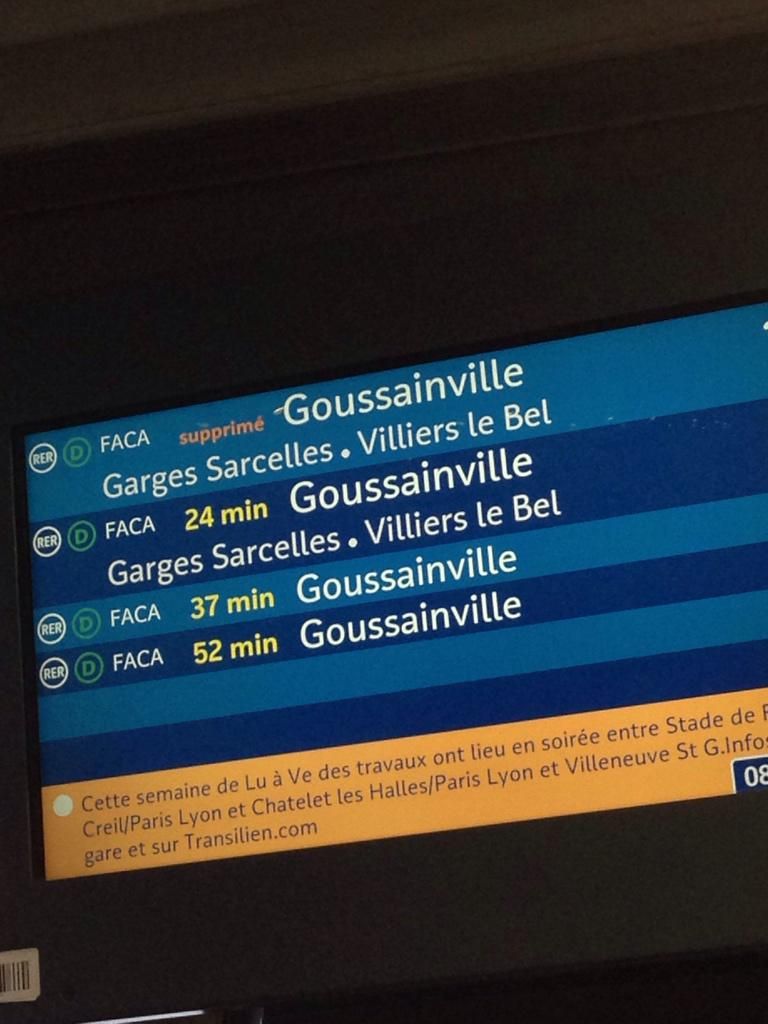 RER D FACA supprimé Goussainville
Garges Sarcelles • Villiers le Bel
RER D FACA 24 min Goussainville
Garges Sarcelles • Villiers le Bel
RER D FACA 37 min Goussainville
RER D FACA 52 min Goussainville
Cette semaine de Lu à Ve des travaux ont lieu en soirée entre Stade de F
Creil/Paris Lyon et Chatelet les Halles/Paris Lyon et Villeneuve St G.Infos
gare et sur Transilien.com
08